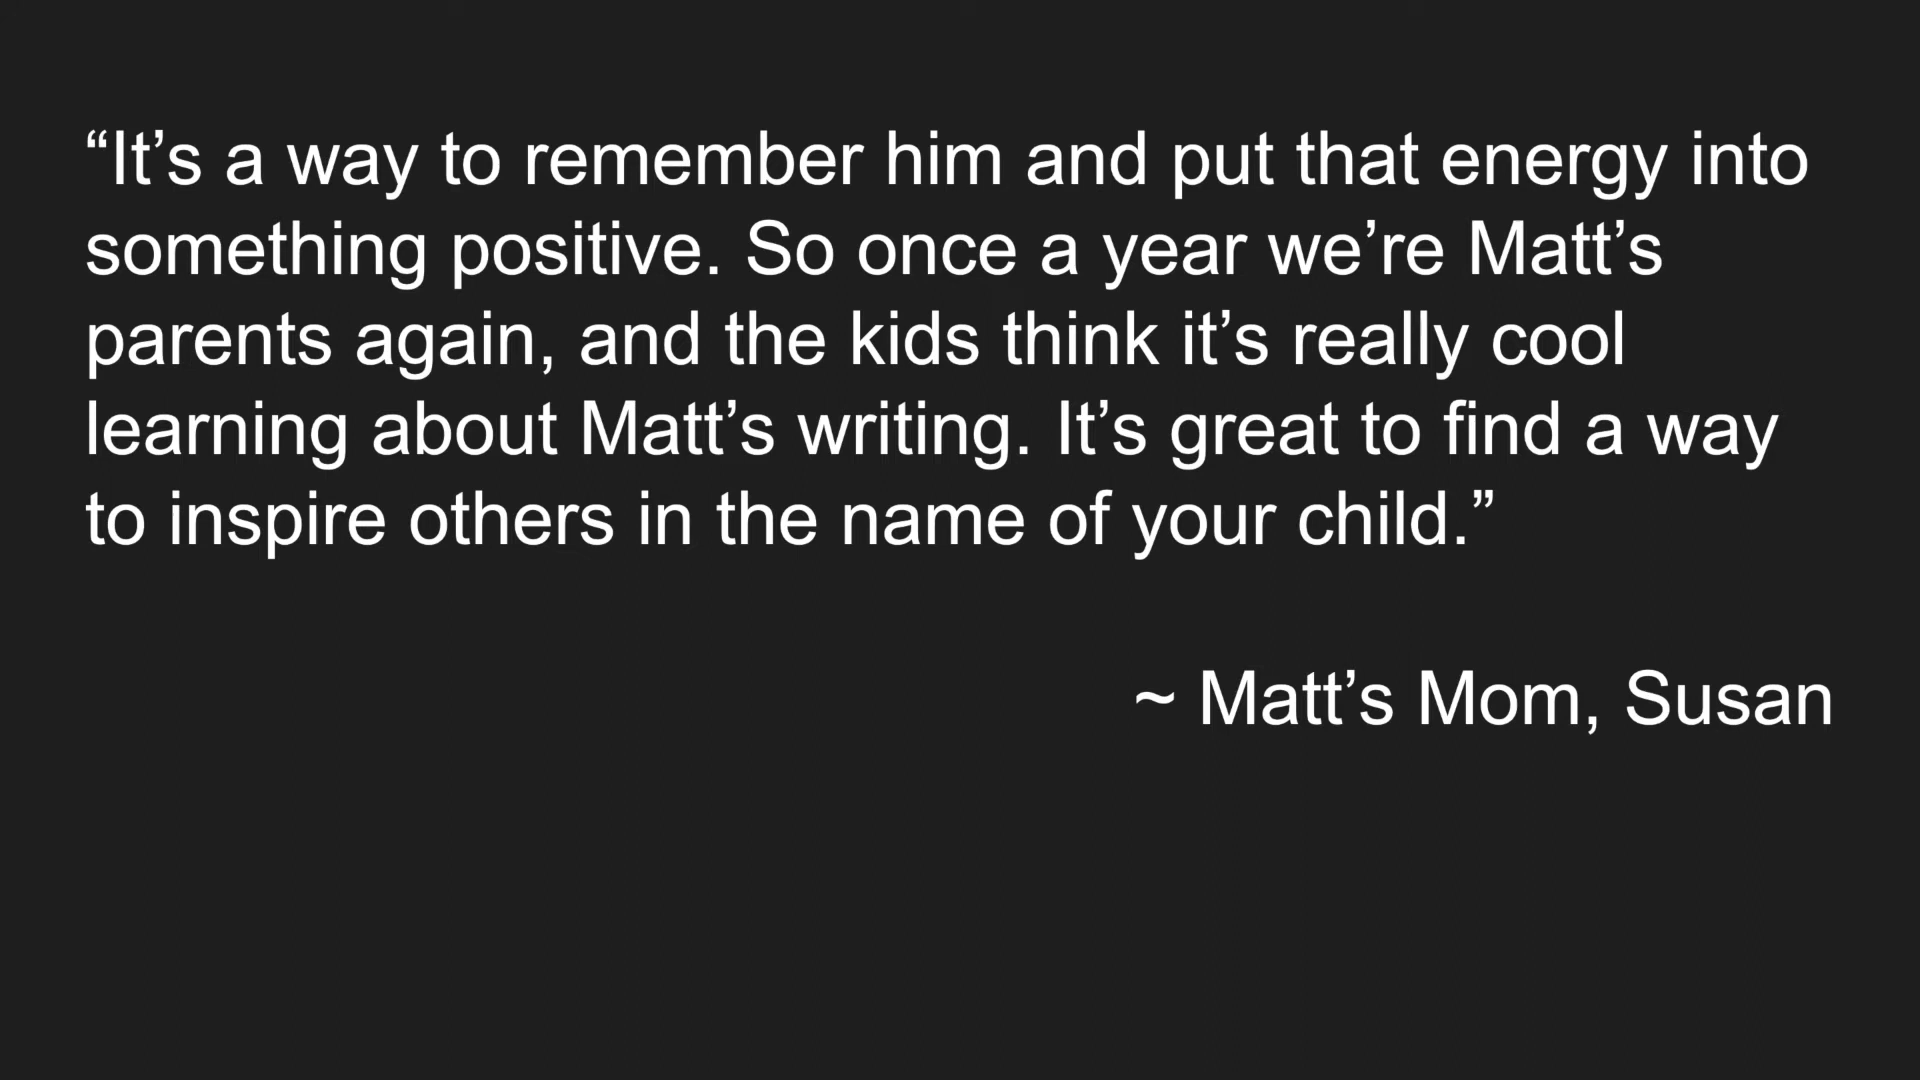 “It’s a way to remember him and put that energy into
something positive. So once a year we’re Matt’s
parents again, and the kids think it’s really cool
learning about Matt’s writing. It’s great to find a way
to inspire others in the name of your child.”
~ Matt’s Mom, Susan